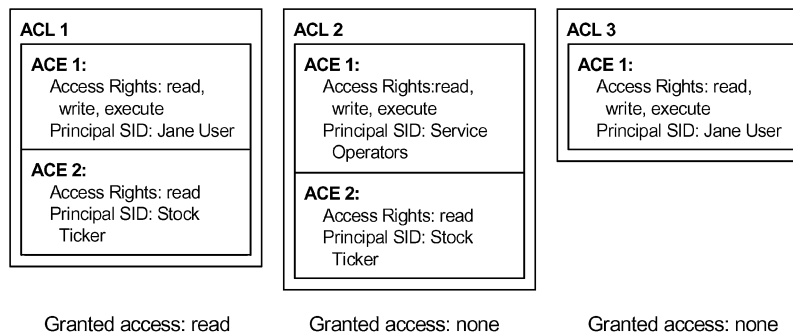 ACL 1
ACE 1:
Access Rights: read,
write, execute
Principal SID: Jane User
ACE 2:
Access Rights: read
Principal SID: Stock
Ticker
Granted access: read
ACL 2
ACE 1:
Access Rights:read,
write, execute
Principal SID: Service
Operators
ACE 2:
Access Rights: read
Principal SID: Stock
Ticker
Granted access: none
ACL 3
ACE 1:
Access Rights: read,
write, execute
Principal SID: Jane User
Granted access: none